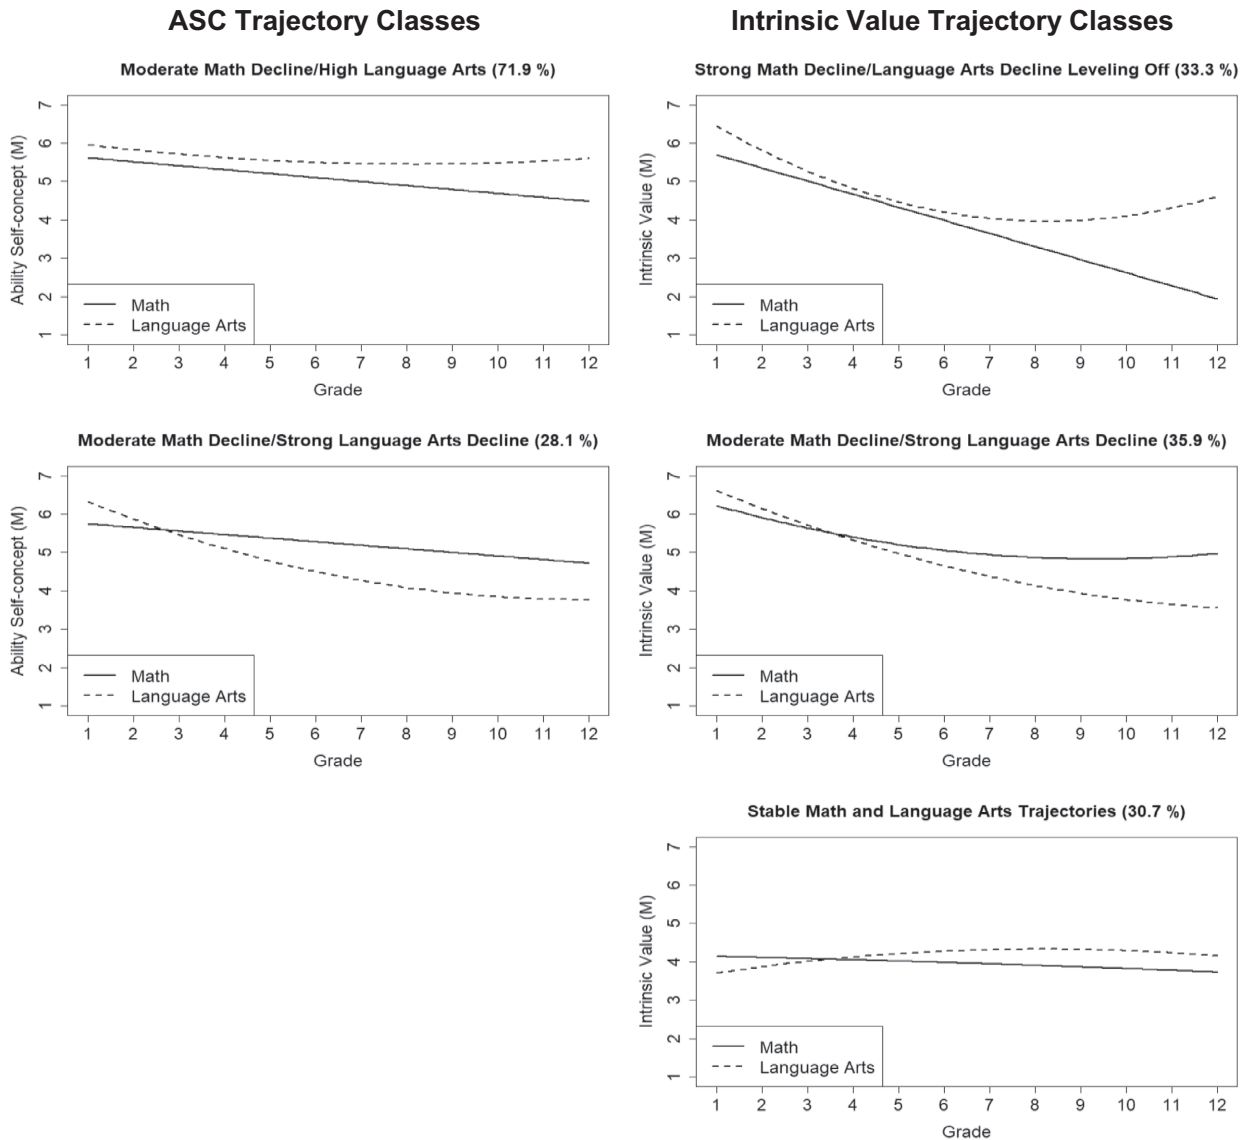 ASC Trajectory Classes
Intrinsic Value Trajectory Classes
Moderate Math Decline/High Language Arts (71.9 %)
Ability Self-concept (M)
7
6
5
4
3
2
1
Math
Language Arts
1 2 3 4 5 6 7 8 9 10 11 12
Grade
Strong Math Decline/Language Arts Decline Leveling Off (33.3 %)
Intrinsic Value (M)
7
6
5
4
3
2
1
Math
Language Arts
1 2 3 4 5 6 7 8 9 10 11 12
Grade
Moderate Math Decline/Strong Language Arts Decline (28.1 %)
Ability Self-concept (M)
7
6
5
4
3
2
1
Math
Language Arts
1 2 3 4 5 6 7 8 9 10 11 12
Grade
Moderate Math Decline/Strong Language Arts Decline (35.9 %)
Intrinsic Value (M)
7
6
5
4
3
2
1
Math
Language Arts
1 2 3 4 5 6 7 8 9 10 11 12
Grade
Stable Math and Language Arts Trajectories (30.7 %)
Intrinsic Value (M)
7
6
5
4
3
2
1
Math
Language Arts
1 2 3 4 5 6 7 8 9 10 11 12
Grade